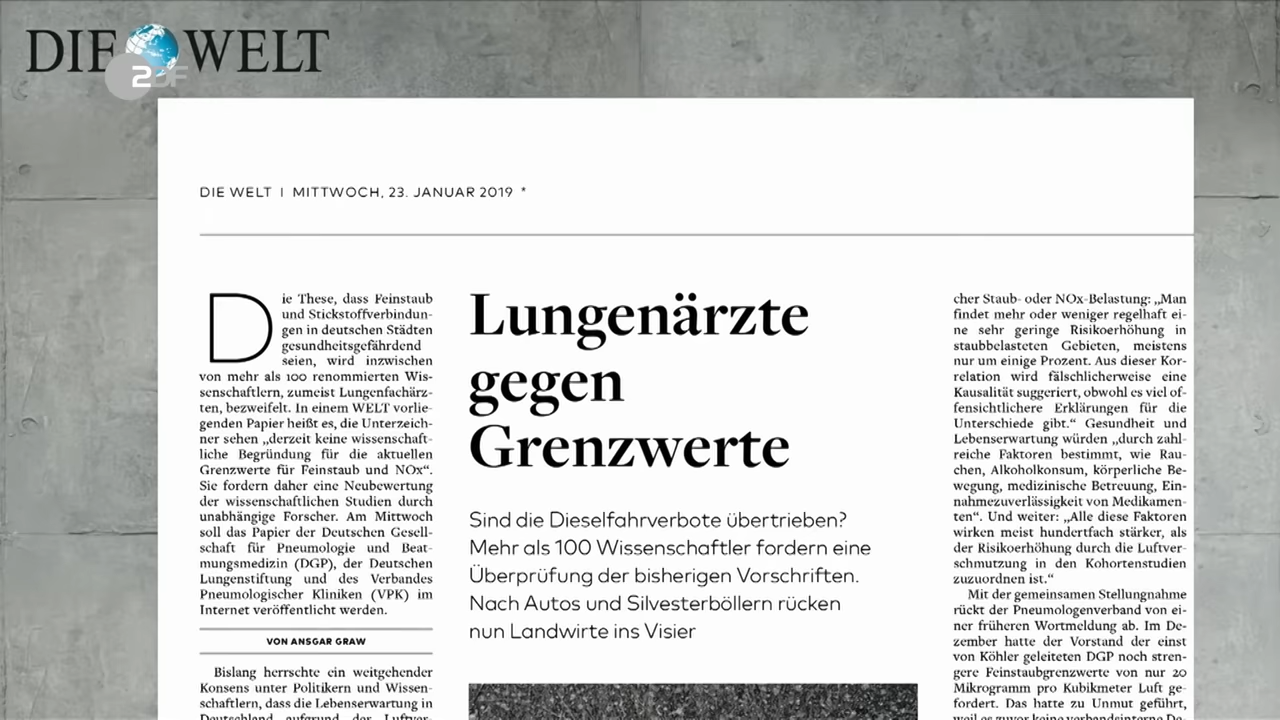 DIE WELT
ZDF
DIE WELT | MITTWOCH, 23. JANUAR 2019 *
Die These, dass Feinstaub
und Stickstoffverbindun-
gen in deutschen Städten
gesundheitsgefährdend
seien, wird inzwischen
von mehr als 100 renommierten Wis-
senschaftlern, zumeist Lungenfachärz-
ten, bezweifelt. In einem WELT vorlie-
genden Papier heißt es, die Unterzeich-
ner sehen „derzeit keine wissenschaft-
liche Begründung für die aktuellen
Grenzwerte für Feinstaub und NOx“.
Sie fordern daher eine Neubewertung
der wissenschaftlichen Studien durch
unabhängige Forscher. Am Mittwoch
soll das Papier der Deutschen Gesell-
schaft für Pneumologie und Beat-
mungsmedizin (DGP), der Deutschen
Lungenstiftung und des Verbandes
Pneumologischer Kliniken (VPK) im
Internet veröffentlicht werden.
VON ANSGAR GRAW
Bislang herrschte ein weitgehender
Konsens unter Politikern und Wissen-
schaftlern, dass die Lebenserwartung in
Deutschland aufgrund der Luftver-
Lungenärzte
gegen
Grenzwerte
Sind die Dieselfahrverbote übertrieben?
Mehr als 100 Wissenschaftler fordern eine
Überprüfung der bisherigen Vorschriften.
Nach Autos und Silvesterböllern rücken
nun Landwirte ins Visier
cher Staub- oder NOx-Belastung: „Man
findet mehr oder weniger regelhaft ei-
ne sehr geringe Risikoerhöhung in
staubbelasteten Gebieten, meistens
nur um einige Prozent. Aus dieser Kor-
relation wird fälschlicherweise eine
Kausalität suggeriert, obwohl es viel of-
fensichtlichere Erklärungen für die
Unterschiede gibt.“ Gesundheit und
Lebenserwartung würden „durch zahl-
reiche Faktoren bestimmt, wie Rau-
chen, Alkoholkonsum, körperliche Be-
wegung, medizinische Betreuung, Ein-
nahmezuverlässigkeit von Medikamen-
ten“. Und weiter: „Alle diese Faktoren
wirken meist hundertfach stärker, als
der Risikoerhöhung durch die Luftver-
schmutzung in den Kohortenstudien
zuzuordnen ist.“
Mit der gemeinsamen Stellungnahme
rückt der Pneumologenverband von ei-
ner früheren Wortmeldung ab. Im De-
zember hatte der Vorstand der einst
von Köhler geleiteten DGP noch stren-
gere Feinstaubgrenzwerte von nur 20
Mikrogramm pro Kubikmeter Luft ge-
fordert. Das hatte zu Unmut geführt,
weil es zuvor keine verbandsinterne De-